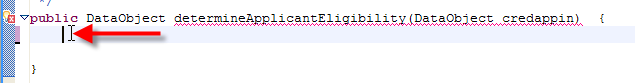 */
public DataObject determineApplicantEligibility(DataObject credappin) {
}